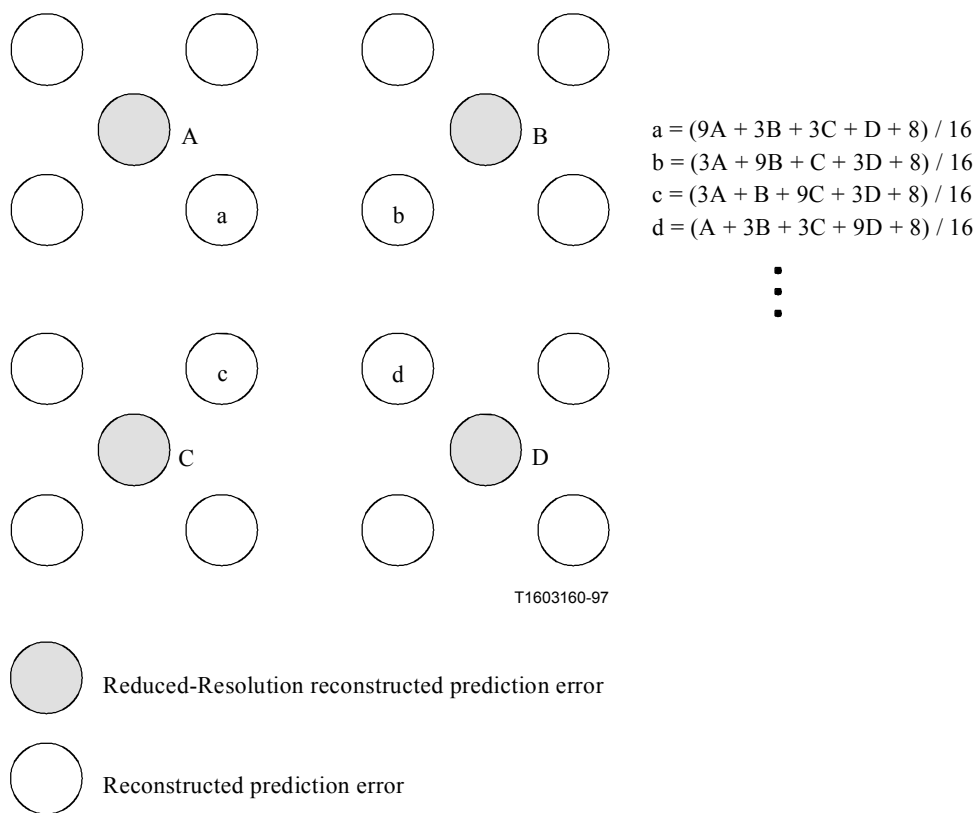 A
B
a = (9A + 3B + 3C + D + 8) / 16
b = (3A + 9B + C + 3D + 8) / 16
c = (3A + B + 9C + 3D + 8) / 16
d = (A + 3B + 3C + 9D + 8) / 16
a
b
c
d
C
D
T1603160-97
Reduced-Resolution reconstructed prediction error
Reconstructed prediction error